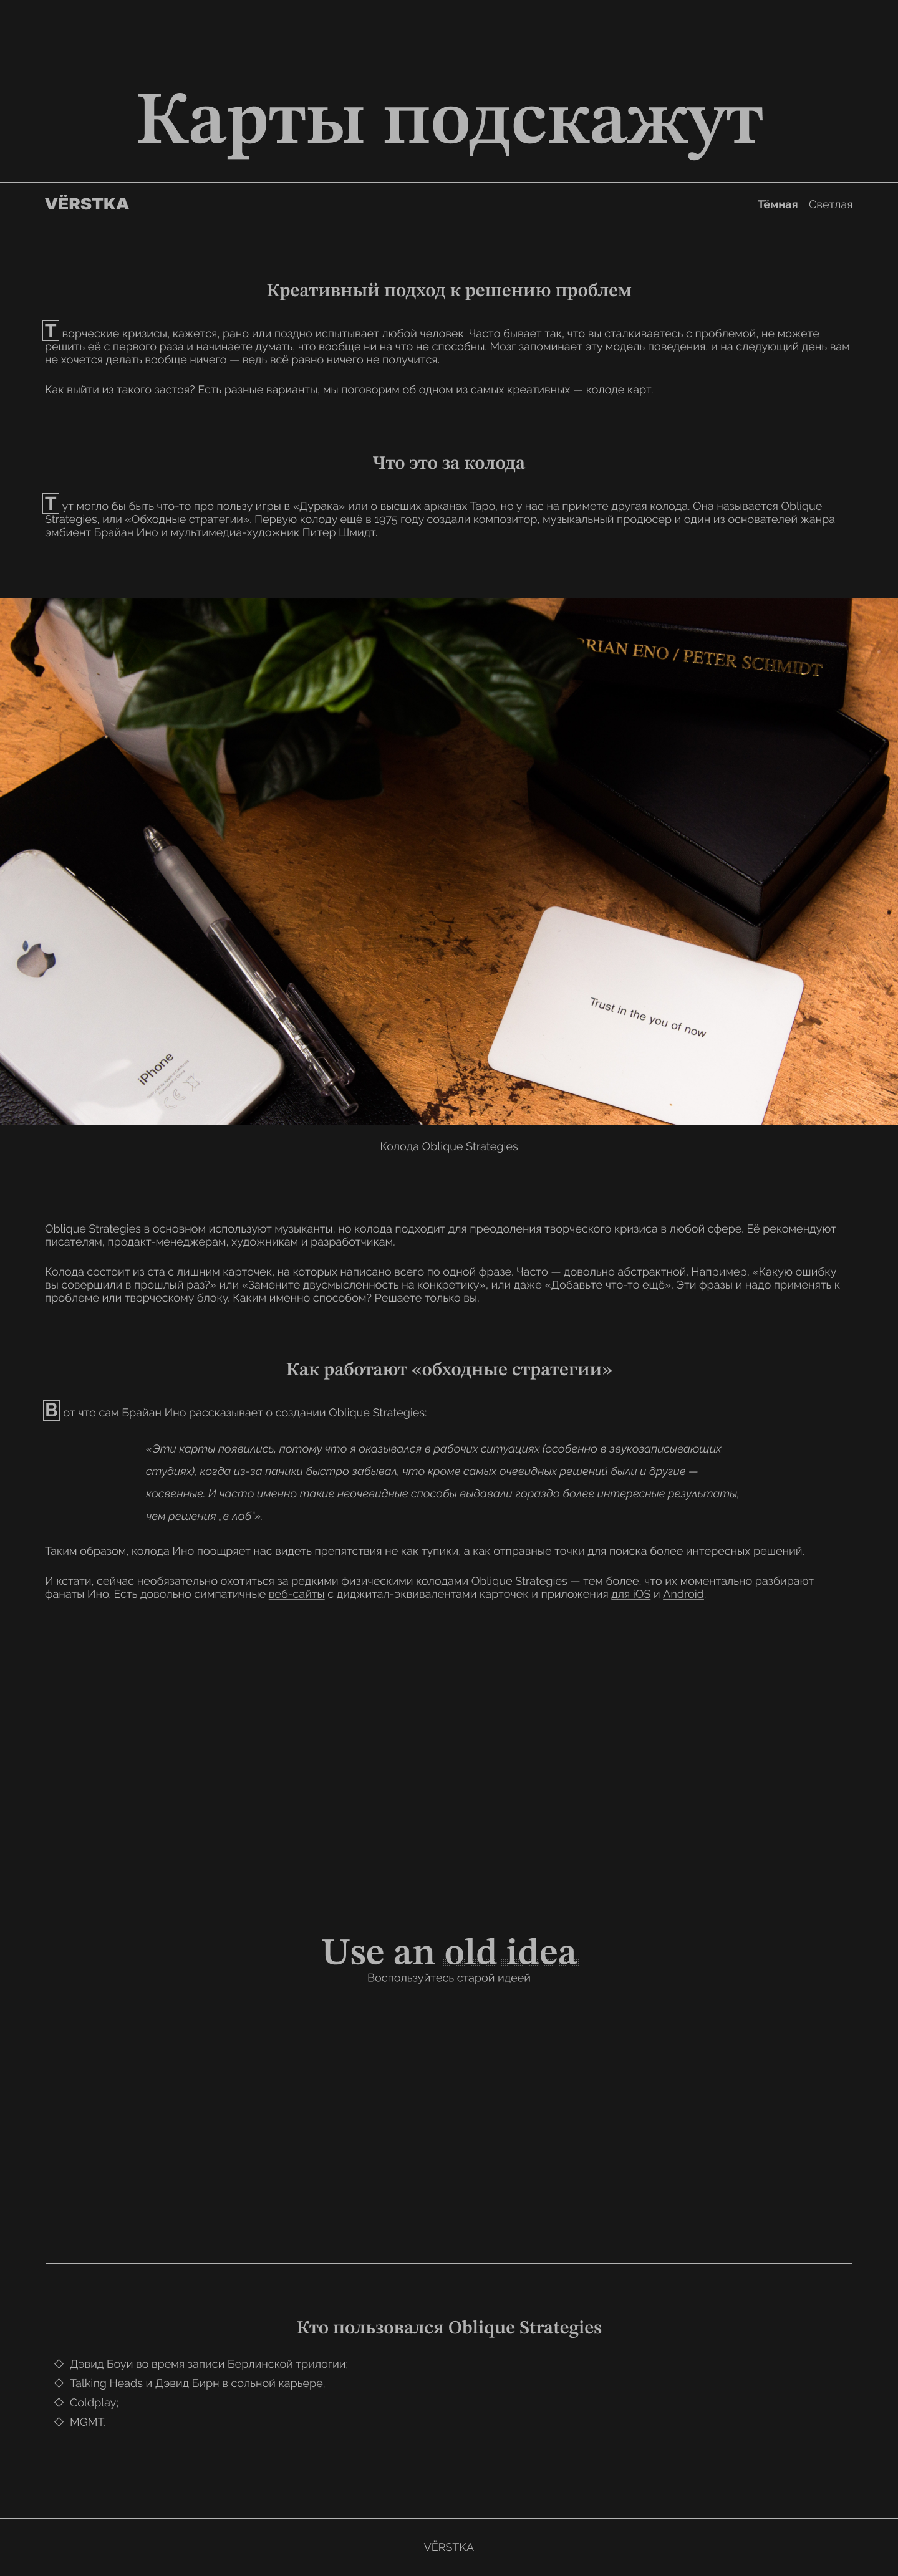 Карты подскажут
VЁRSTKA
Тёмная Светлая
Креативный подход к решению проблем
Творческие кризисы, кажется, рано или поздно испытывает любой человек. Часто бывает так, что вы сталкиваетесь с проблемой, не можете
решить её с первого раза и начинаете думать, что вообще ни на что не способны. Мозг запоминает эту модель поведения, и на следующий день вам
не хочется делать вообще ничего — ведь всё равно ничего не получится.
Как выйти из такого застоя? Есть разные варианты, мы поговорим об одном из самых креативных — колоде карт.
Что это за колода
Тут могло бы быть что-то про пользу игры в «Дурака» или о высших арканах Таро, но у нас на примете другая колода. Она называется Oblique
Strategies, или «Обходные стратегии». Первую колоду ещё в 1975 году создали композитор, музыкальный продюсер и один из основателей жанра
эмбиент Брайан Ино и мультимедиа-художник Питер Шмидт.
BRIAN ENO / PETER SCHMIDT
Trust in the you of now
iPhone
Колода Oblique Strategies
Oblique Strategies в основном используют музыканты, но колода подходит для преодоления творческого кризиса в любой сфере. Её рекомендуют
писателям, продакт-менеджерам, художникам и разработчикам.
Колода состоит из ста с лишним карточек, на которых написано всего по одной фразе. Часто — довольно абстрактной. Например, «Какую ошибку
вы совершили в прошлый раз?» или «Замените двусмысленность на конкретику», или даже «Добавьте что-то ещё». Эти фразы и надо применять к
проблеме или творческому блоку. Каким именно способом? Решаете только вы.
Как работают «обходные стратегии»
Вот что сам Брайан Ино рассказывает о создании Oblique Strategies:
«Эти карты появились, потому что я оказывался в рабочих ситуациях (особенно в звукозаписывающих
студиях), когда из-за паники быстро забывал, что кроме самых очевидных решений были и другие —
косвенные. И часто именно такие неочевидные способы выдавали гораздо более интересные результаты,
чем решения „в лоб“».
Таким образом, колода Ино поощряет нас видеть препятствия не как тупики, а как отправные точки для поиска более интересных решений.
И кстати, сейчас необязательно охотиться за редкими физическими колодами Oblique Strategies — тем более, что их моментально разбирают
фанаты Ино. Есть довольно симпатичные веб-сайты с диджитал-эквивалентами карточек и приложения для iOS и Android.
Use an old idea
Воспользуйтесь старой идеей
Кто пользовался Oblique Strategies
Дэвид Боуи во время записи Берлинской трилогии;
Talking Heads и Дэвид Бирн в сольной карьере;
Coldplay;
MGMT.
VЁRSTKA